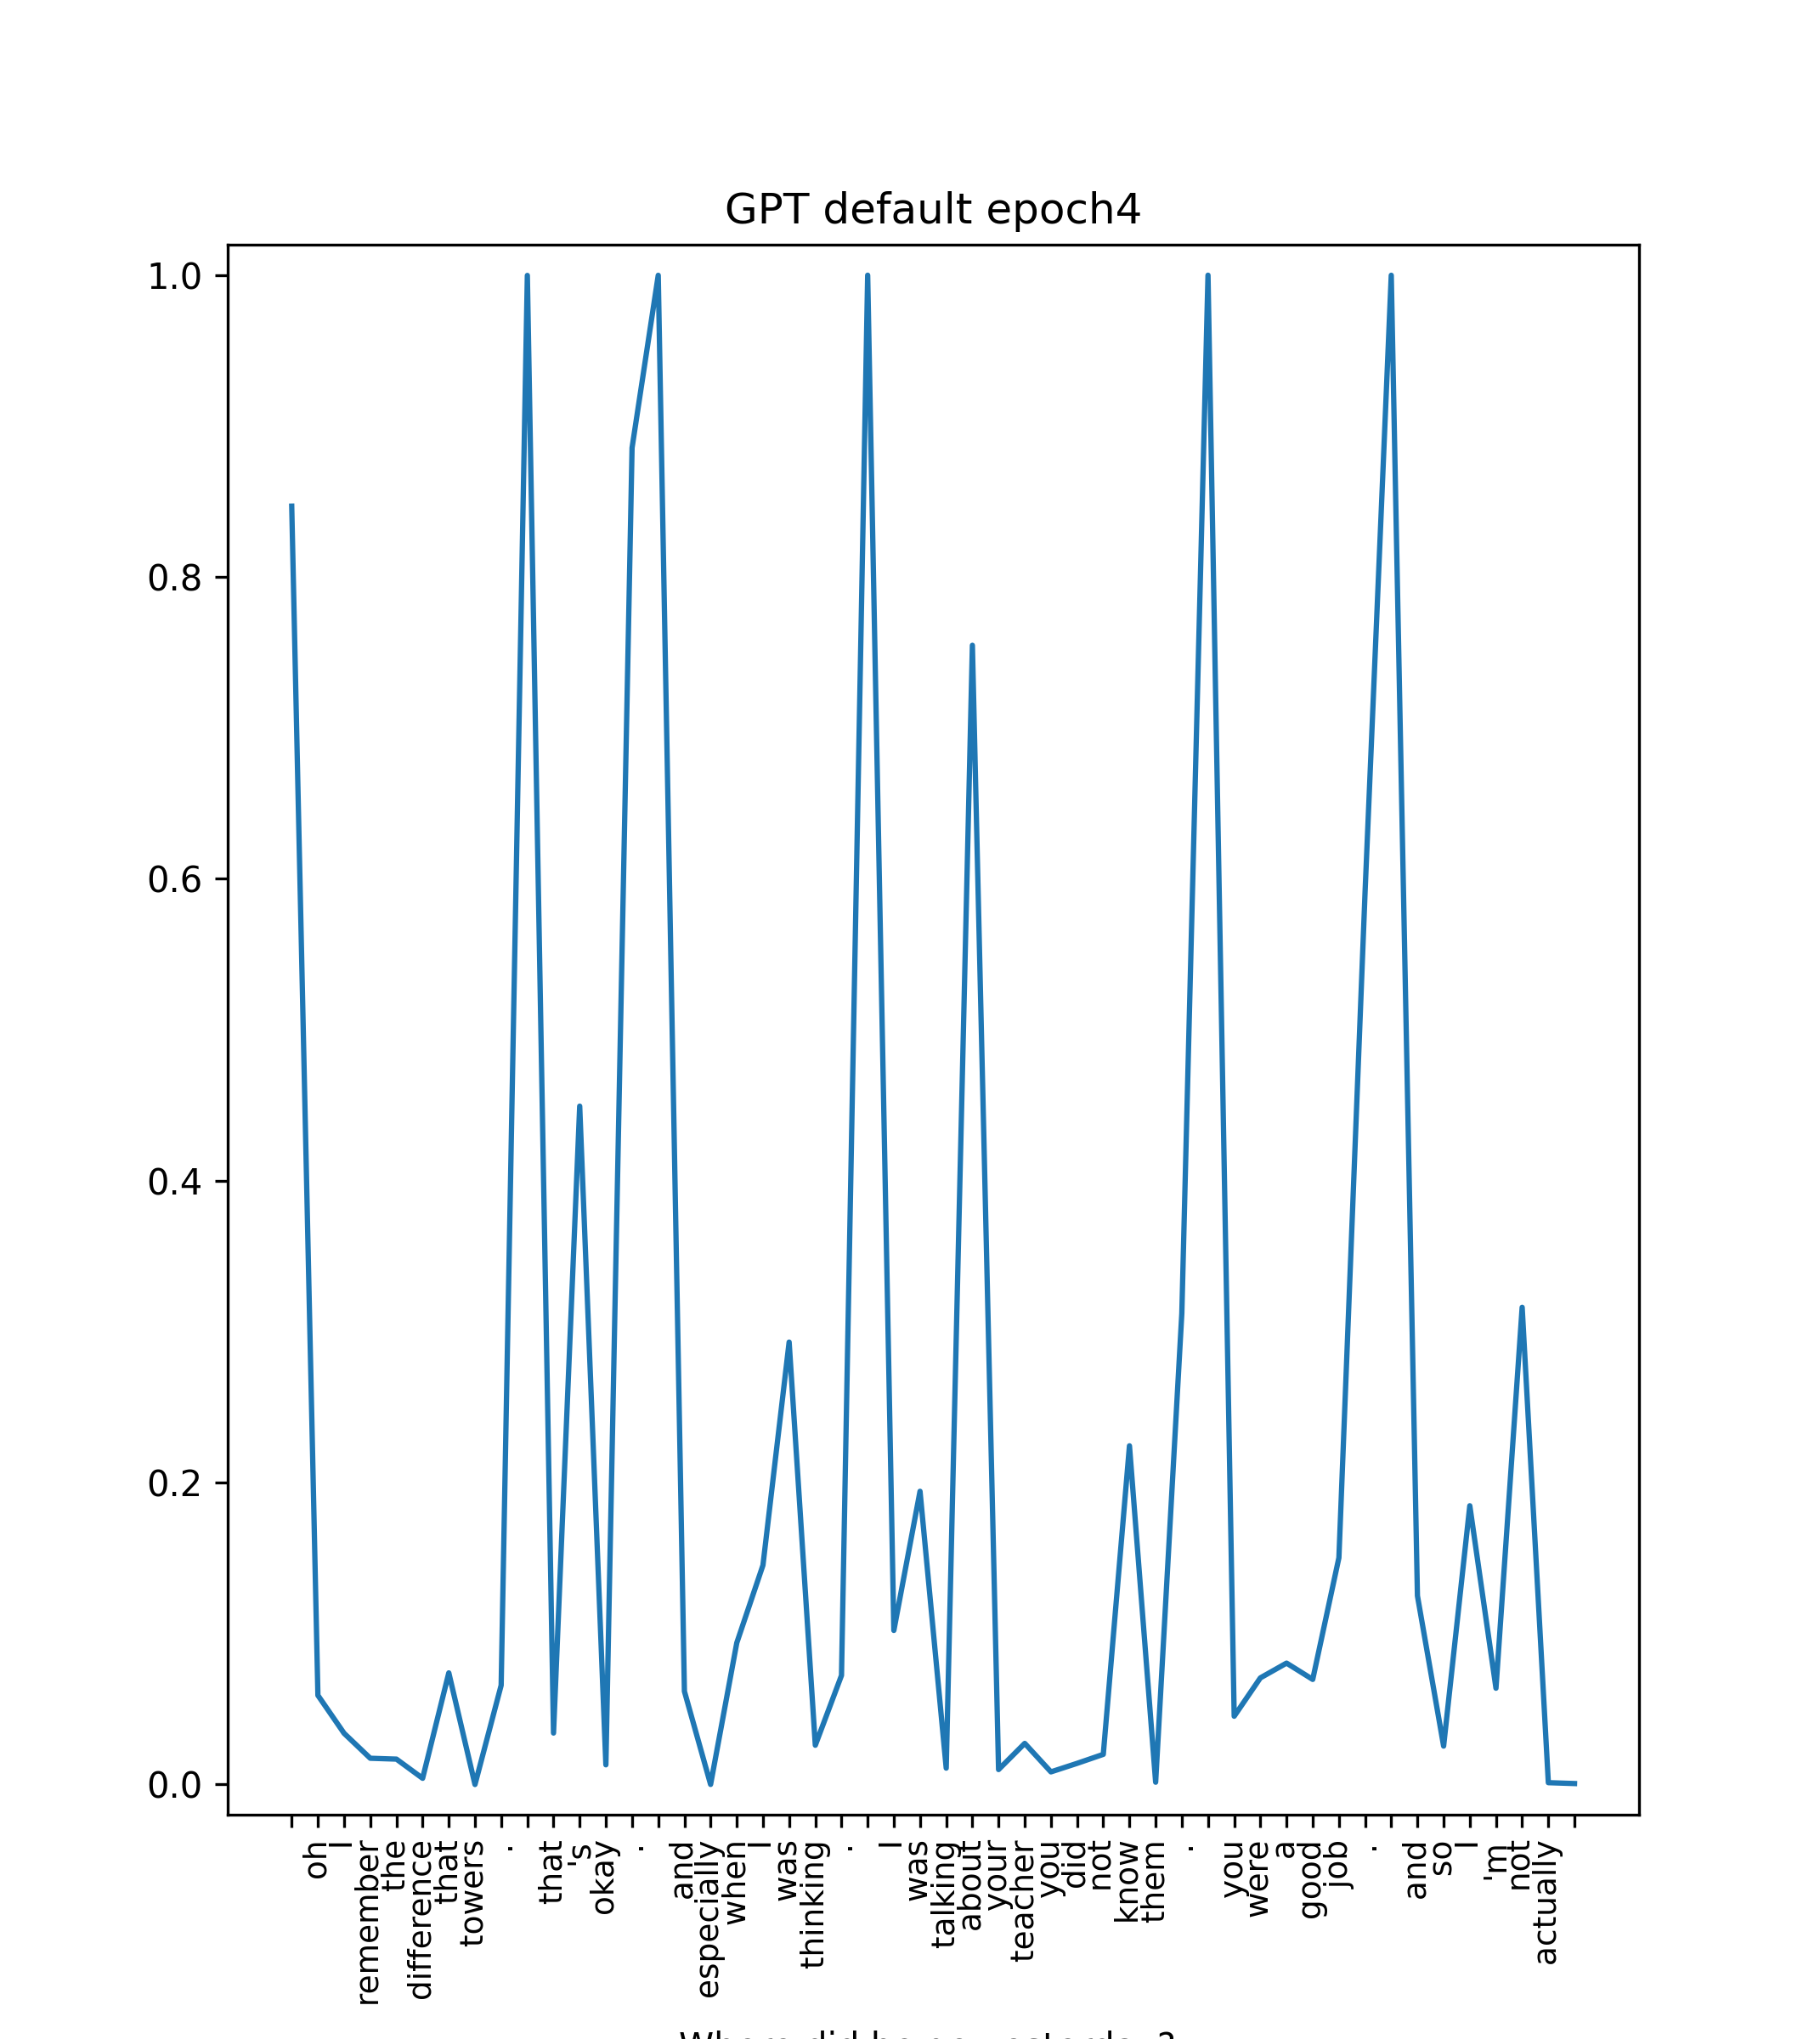 GPT default epoch4
1.0
0.8
0.6
0.4
0.2
0.0
oh
I
remember
the
difference
that
towers
.
that
's
okay
.
and
especially
when
I
was
thinking
.
I
was
talking
about
your
teacher
you
did
not
know
them
.
you
were
a
good
job
.
and
so
I
'm
not
actually